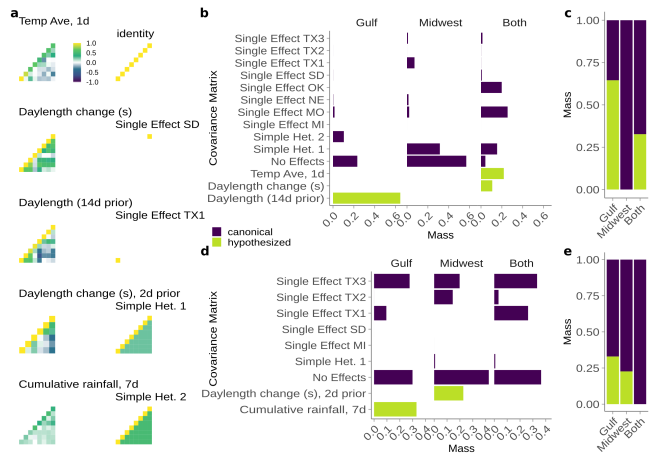 a
Temp Ave, 1d
identity
1.0
0.5
0.0
-0.5
-1.0
Daylength change (s)
Single Effect SD
Daylength (14d prior)
Single Effect TX1
Daylength change (s), 2d prior
Simple Het. 1
Cumulative rainfall, 7d
Simple Het. 2
b
Gulf Midwest Both
Covariance Matrix
Single Effect TX3
Single Effect TX2
Single Effect TX1
Single Effect SD
Single Effect OK
Single Effect NE
Single Effect MO
Single Effect MI
Simple Het. 2
Simple Het. 1
No Effects
Temp Ave, 1d
Daylength change (s)
Daylength (14d prior)
0.0 0.2 0.4 0.6 0.0 0.2 0.4 0.6 0.0 0.2 0.4 0.6
Mass
canonical
hypothesized
c
Mass
1.00
0.75
0.50
0.25
0.00
Gulf Midwest Both
d
Gulf Midwest Both
Covariance Matrix
Single Effect TX3
Single Effect TX2
Single Effect TX1
Single Effect SD
Single Effect MI
Simple Het. 1
No Effects
Daylength change (s), 2d prior
Cumulative rainfall, 7d
0.0 0.1 0.2 0.3 0.4 0.0 0.1 0.2 0.3 0.4 0.0 0.1 0.2 0.3 0.4
Mass
e
Mass
1.00
0.75
0.50
0.25
0.00
Gulf Midwest Both